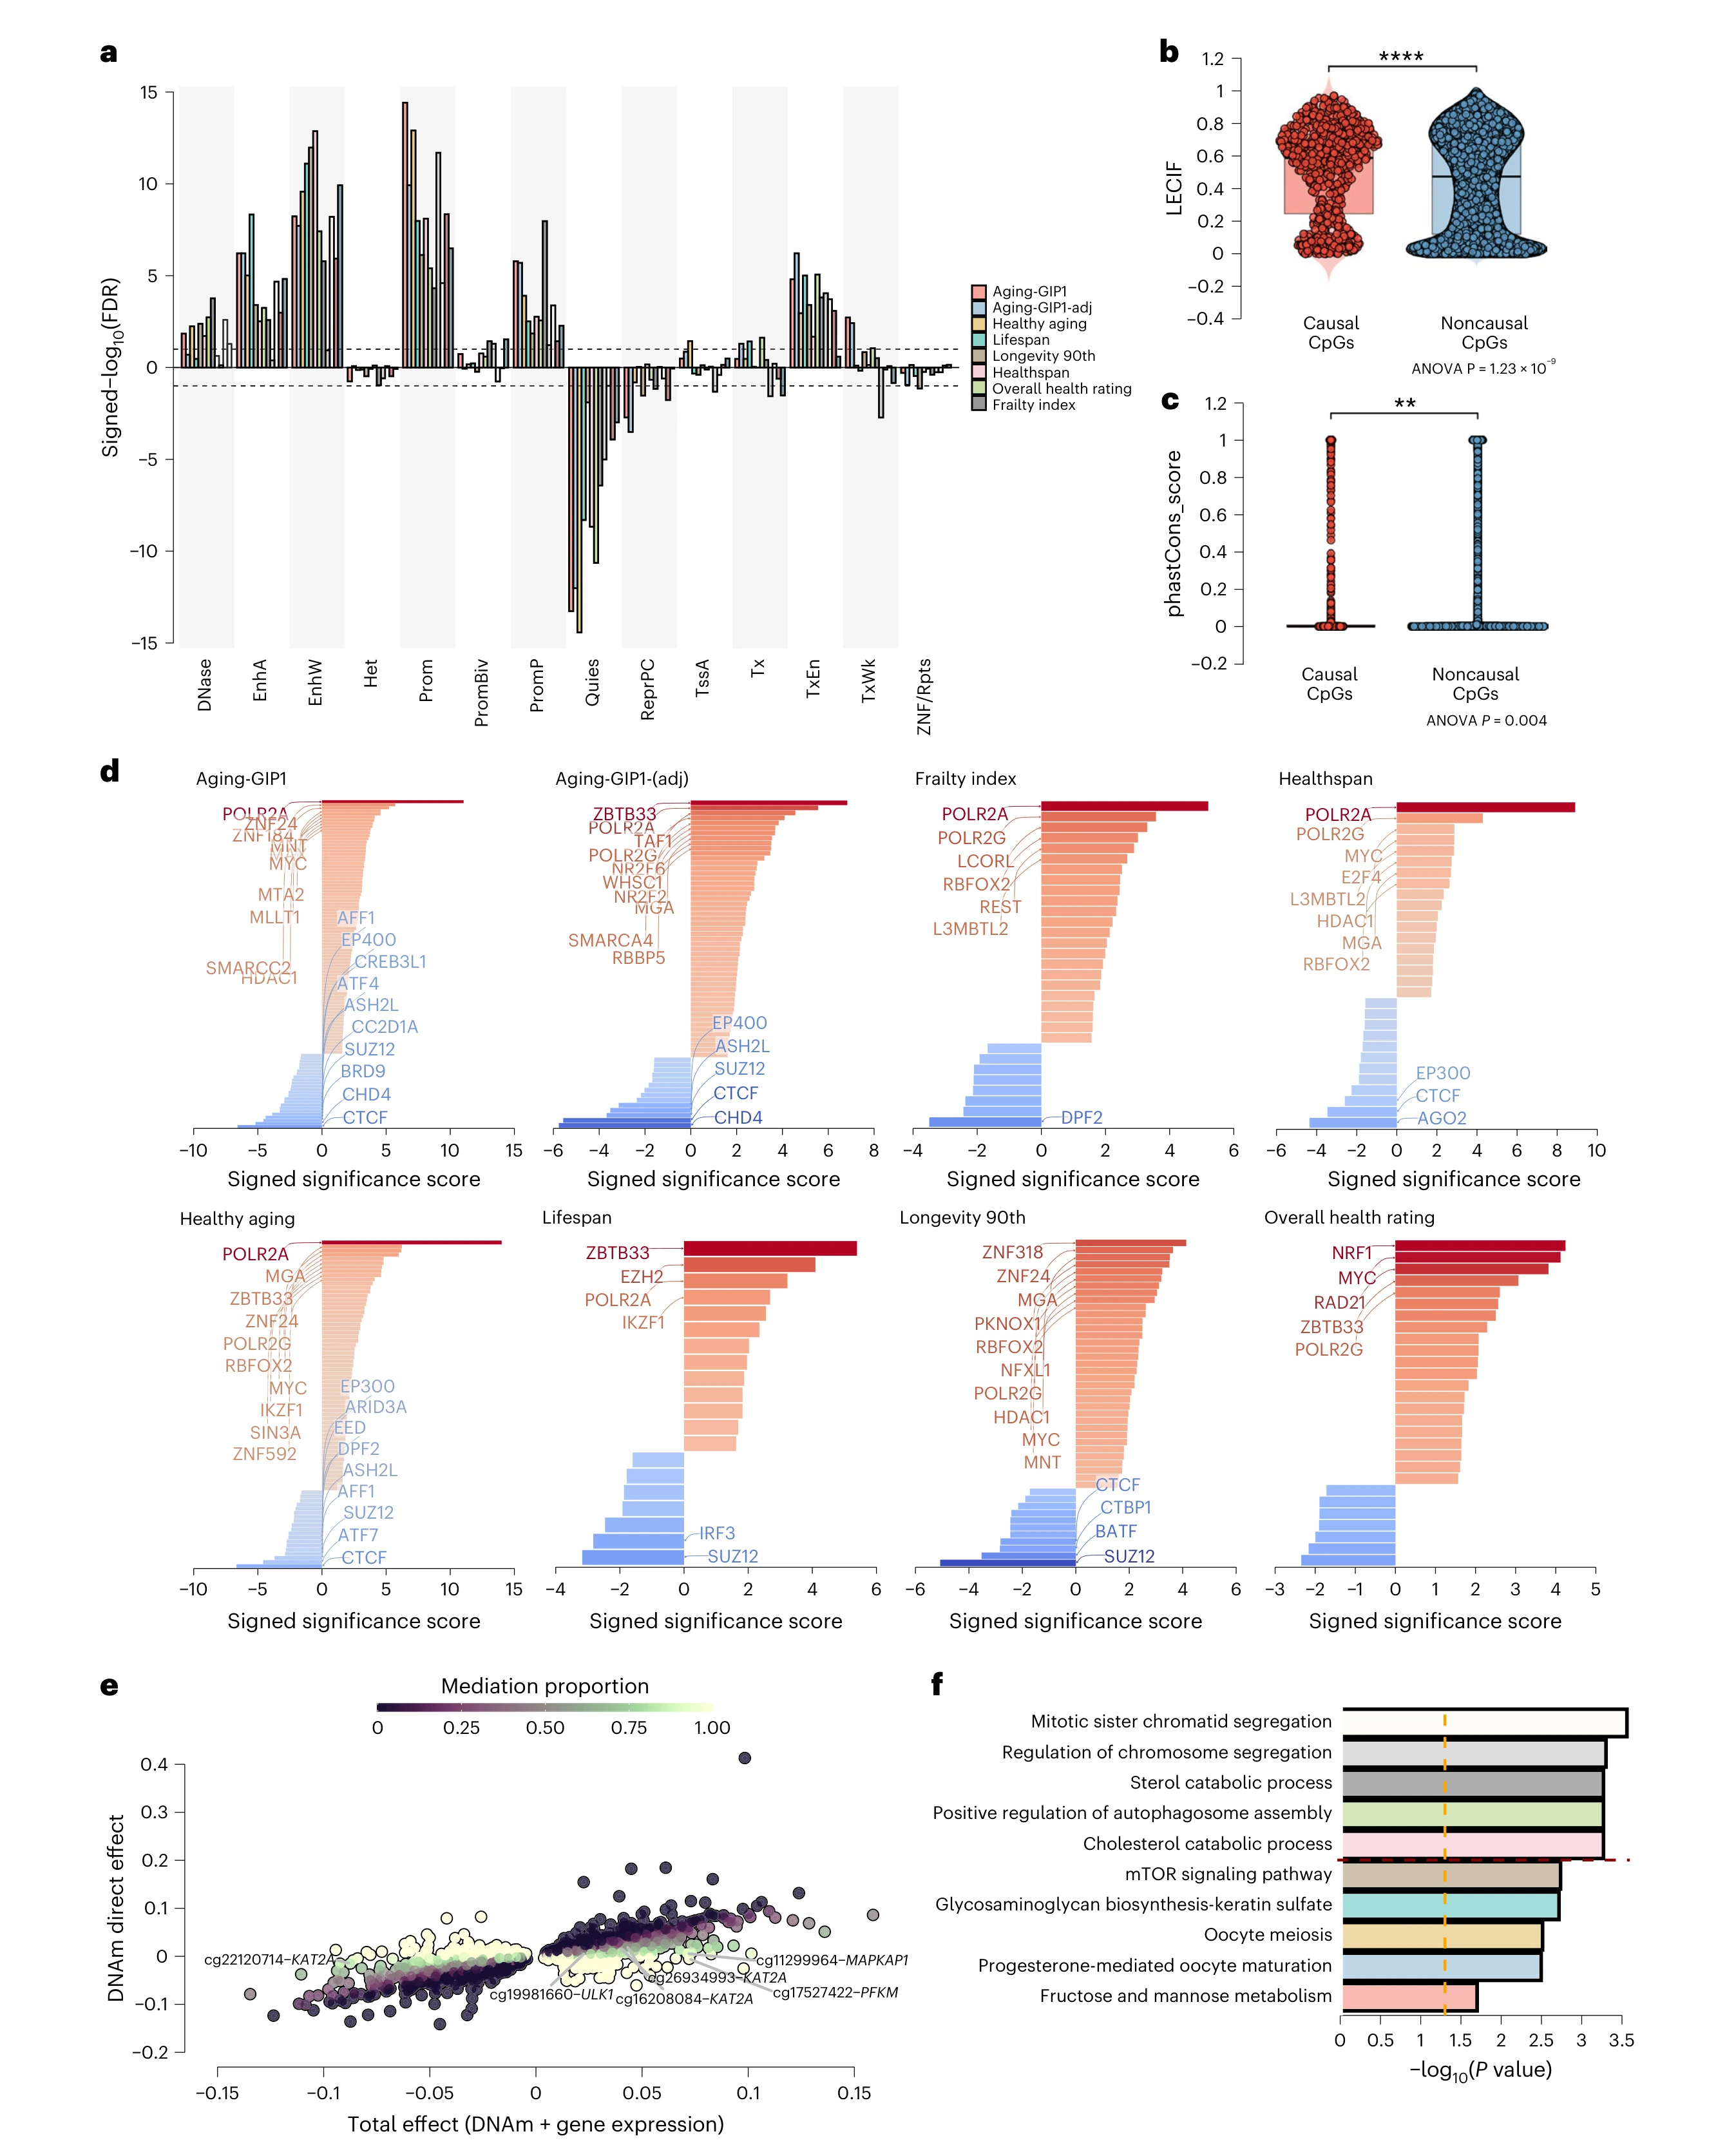 a
15
10
5
0
−5
−10
−15
Signed−log10(FDR)
DNase
EnhA
EnhW
Het
Prom
PromBiv
PromP
Quies
ReprPC
TssA
Tx
TxEn
TxWk
ZNF/Rpts
Aging-GIP1
Aging-GIP1-adj
Healthy aging
Lifespan
Longevity 90th
Healthspan
Overall health rating
Frailty index
b
1.2
1
0.8
0.6
0.4
0.2
0
−0.2
−0.4
LECIF
****
Causal
CpGs
Noncausal
CpGs
ANOVA P = 1.23 × 10−9
c
1.2
1
0.8
0.6
0.4
0.2
0
−0.2
phastCons_score
**
Causal
CpGs
Noncausal
CpGs
ANOVA P = 0.004
d
Aging-GIP1
POLR2A
ZNF24
ZNF184
MNT
MYC
MTA2
MLLT1
SMARCC2
HDAC1
AFF1
EP400
CREB3L1
ATF4
ASH2L
CC2D1A
SUZ12
BRD9
CHD4
CTCF
−10 −5 0 5 10 15
Signed significance score
Aging-GIP1-(adj)
ZBTB33
POLR2A
TAF1
POLR2G
NR2F6
WHSC1
NR2F2
MGA
SMARCA4
RBBP5
EP400
ASH2L
SUZ12
CTCF
CHD4
−6 −4 −2 0 2 4 6 8
Signed significance score
Frailty index
POLR2A
POLR2G
LCORL
RBFOX2
REST
L3MBTL2
DPF2
−4 −2 0 2 4 6
Signed significance score
Healthspan
POLR2A
POLR2G
MYC
E2F4
L3MBTL2
HDAC1
MGA
RBFOX2
EP300
CTCF
AGO2
−6 −4 −2 0 2 4 6 8 10
Signed significance score
Healthy aging
POLR2A
MGA
ZBTB33
ZNF24
POLR2G
RBFOX2
MYC
IKZF1
SIN3A
ZNF592
EP300
ARID3A
EED
DPF2
ASH2L
AFF1
SUZ12
ATF7
CTCF
−10 −5 0 5 10 15
Signed significance score
Lifespan
ZBTB33
EZH2
POLR2A
IKZF1
IRF3
SUZ12
−4 −2 0 2 4 6
Signed significance score
Longevity 90th
ZNF318
ZNF24
MGA
PKNOX1
RBFOX2
NFXL1
POLR2G
HDAC1
MYC
MNT
CTCF
CTBP1
BATF
SUZ12
−6 −4 −2 0 2 4 6
Signed significance score
Overall health rating
NRF1
MYC
RAD21
ZBTB33
POLR2G
−3 −2 −1 0 1 2 3 4 5
Signed significance score
e
Mediation proportion
0 0.25 0.50 0.75 1.00
0.4
0.3
0.2
0.1
0
−0.1
−0.2
DNAm direct effect
cg22120714−KAT2A
cg11299964−MAPKAP1
cg26934993−KAT2A
cg19981660−ULK1
cg16208084−KAT2A
cg17527422−PFKM
−0.15 −0.1 −0.05 0 0.05 0.1 0.15
Total effect (DNAm + gene expression)
f
Mitotic sister chromatid segregation
Regulation of chromosome segregation
Sterol catabolic process
Positive regulation of autophagosome assembly
Cholesterol catabolic process
mTOR signaling pathway
Glycosaminoglycan biosynthesis-keratin sulfate
Oocyte meiosis
Progesterone-mediated oocyte maturation
Fructose and mannose metabolism
0 0.5 1 1.5 2 2.5 3 3.5
−log10(P value)